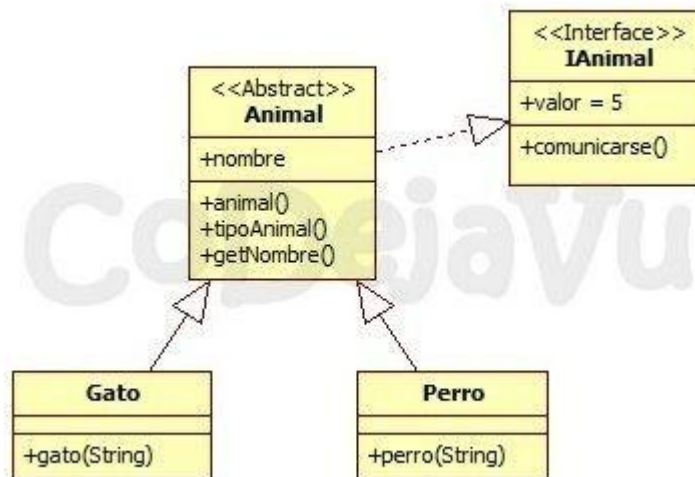 <<Interface>>
IAnimal
+valor = 5
+comunicarse()
<<Abstract>>
Animal
+nombre
+animal()
+tipoAnimal()
+getNombre()
CoDejaVu
Gato
+gato(String)
Perro
+perro(String)